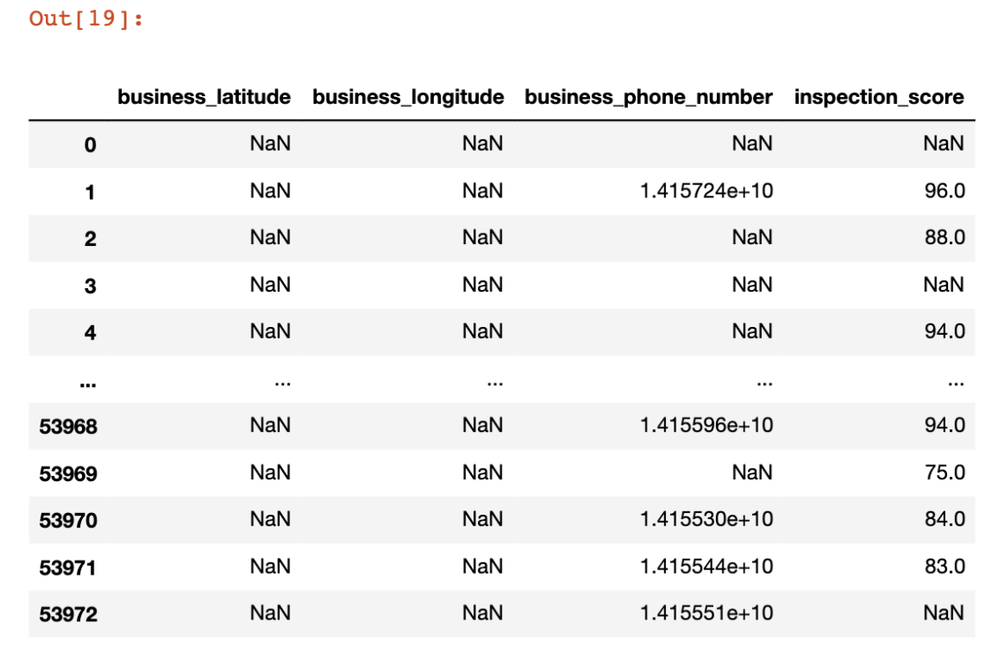 Out[19]:
business_latitude business_longitude business_phone_number inspection_score
0 NaN NaN NaN NaN
1 NaN NaN 1.415724e+10 96.0
2 NaN NaN NaN 88.0
3 NaN NaN NaN NaN
4 NaN NaN NaN 94.0
... ... ... ... ...
53968 NaN NaN 1.415596e+10 94.0
53969 NaN NaN NaN 75.0
53970 NaN NaN 1.415530e+10 84.0
53971 NaN NaN 1.415544e+10 83.0
53972 NaN NaN 1.415551e+10 NaN